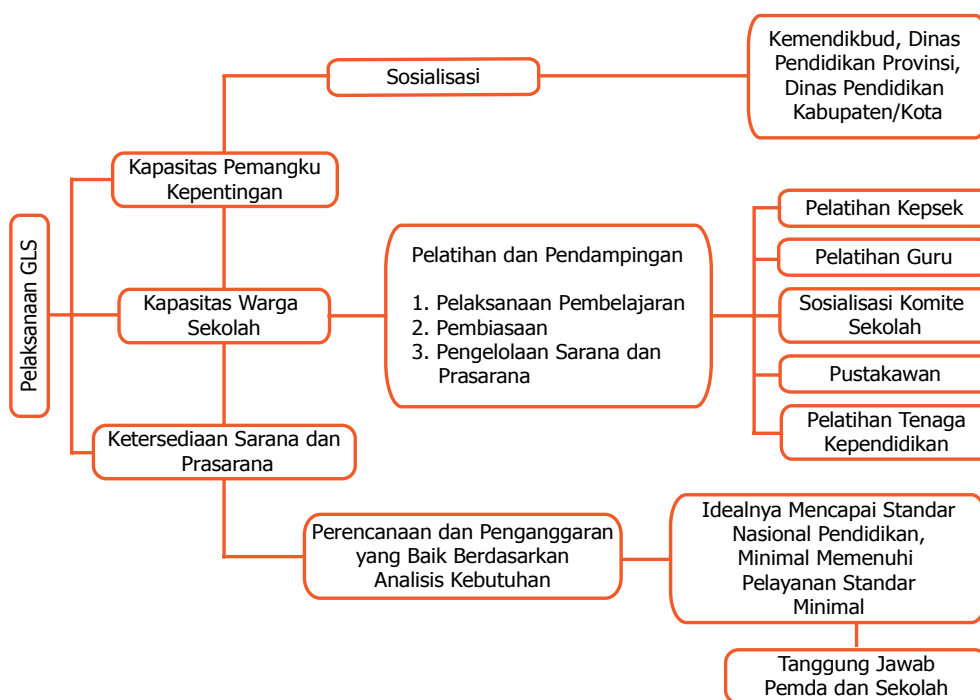 Pelaksanaan GLS
Kapasitas Pemangku
Kepentingan
Sosialisasi
Kemendikbud, Dinas
Pendidikan Provinsi,
Dinas Pendidikan
Kabupaten/Kota
Kapasitas Warga
Sekolah
Pelatihan dan Pendampingan
1. Pelaksanaan Pembelajaran
2. Pembiasaan
3. Pengelolaan Sarana dan
Prasarana
Pelatihan Kepsek
Pelatihan Guru
Sosialisasi Komite
Sekolah
Pustakawan
Pelatihan Tenaga
Kependidikan
Ketersediaan Sarana dan
Prasarana
Perencanaan dan Penganggaran
yang Baik Berdasarkan
Analisis Kebutuhan
Idealnya Mencapai Standar
Nasional Pendidikan,
Minimal Memenuhi
Pelayanan Standar
Minimal
Tanggung Jawab
Pemda dan Sekolah